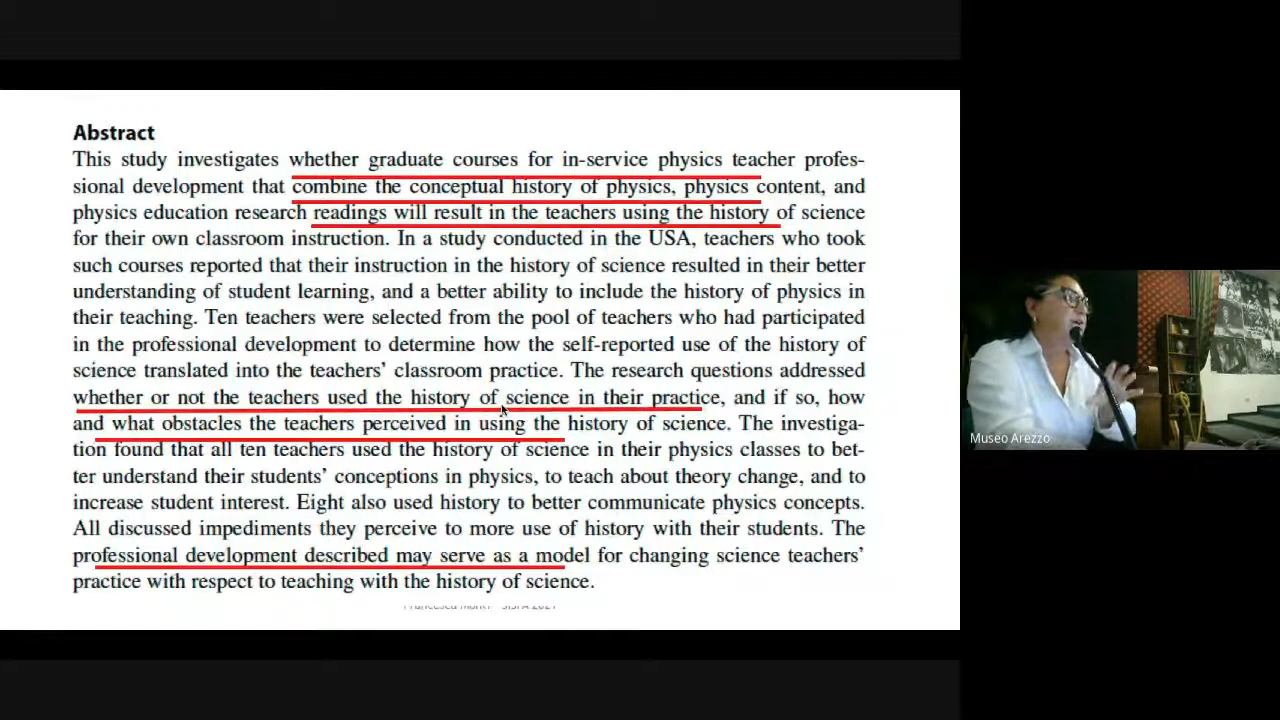 Abstract
This study investigates whether graduate courses for in-service physics teacher profes-
sional development that combine the conceptual history of physics, physics content, and
physics education research readings will result in the teachers using the history of science
for their own classroom instruction. In a study conducted in the USA, teachers who took
such courses reported that their instruction in the history of science resulted in their better
understanding of student learning, and a better ability to include the history of physics in
their teaching. Ten teachers were selected from the pool of teachers who had participated
in the professional development to determine how the self-reported use of the history of
science translated into the teachers’ classroom practice. The research questions addressed
whether or not the teachers used the history of science in their practice, and if so, how
and what obstacles the teachers perceived in using the history of science. The investiga-
tion found that all ten teachers used the history of science in their physics classes to bet-
ter understand their students’ conceptions in physics, to teach about theory change, and to
increase student interest. Eight also used history to better communicate physics concepts.
All discussed impediments they perceive to more use of history with their students. The
professional development described may serve as a model for changing science teachers’
practice with respect to teaching with the history of science.
Museo Arezzo